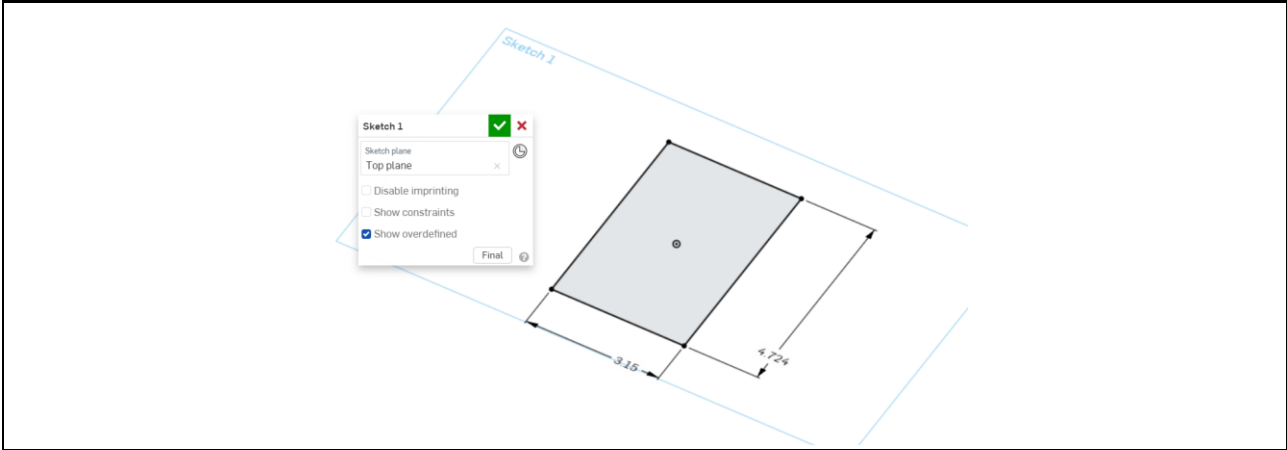 Sketch 1
Sketch 1
Sketch plane
Top plane
Disable imprinting
Show constraints
Show overdefined
Final
3.15
4.724